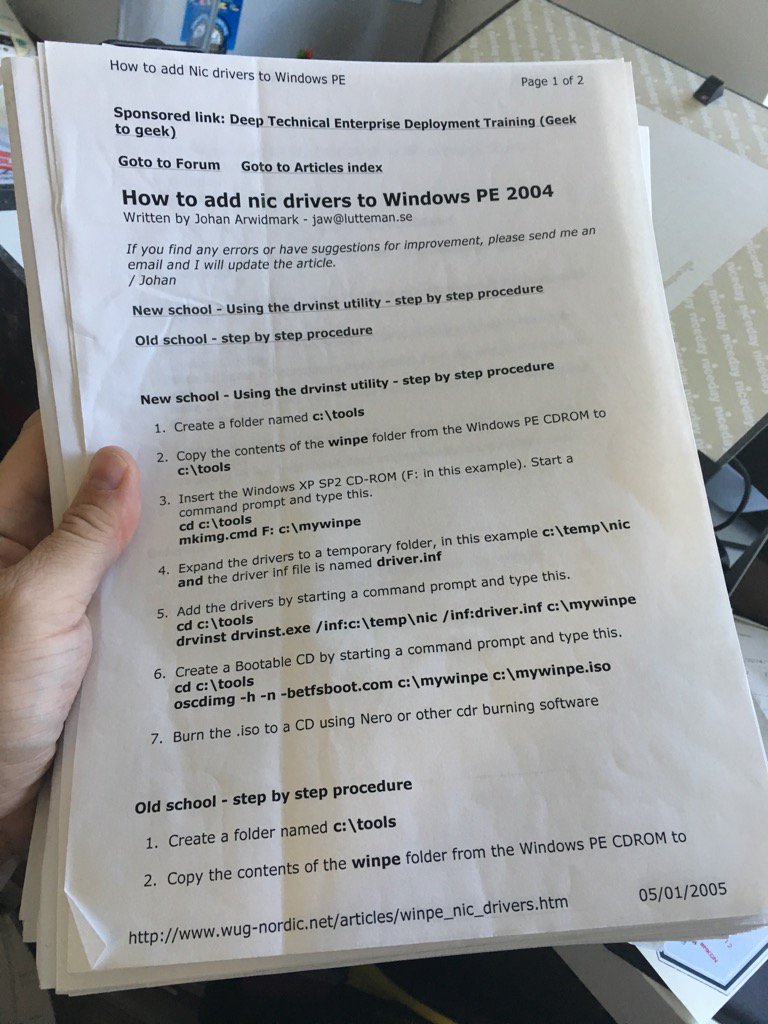 How to add Nic drivers to Windows PE
Page 1 of 2
Sponsored link: Deep Technical Enterprise Deployment Training (Geek
to geek)
Goto to Forum Goto to Articles index
How to add nic drivers to Windows PE 2004
Written by Johan Arwidmark - jaw@lutteman.se
If you find any errors or have suggestions for improvement, please send me an
email and I will update the article.
/ Johan
New school - Using the drvinst utility - step by step procedure
Old school - step by step procedure
New school - Using the drvinst utility - step by step procedure
1. Create a folder named c:\tools
2. Copy the contents of the winpe folder from the Windows PE CDROM to
c:\tools
3. Insert the Windows XP SP2 CD-ROM (F: in this example). Start a
command prompt and type this.
cd c:\tools
mkimg.cmd F: c:\mywinpe
4. Expand the drivers to a temporary folder, in this example c:\temp\nic
and the driver inf file is named driver.inf
5. Add the drivers by starting a command prompt and type this.
cd c:\tools
drvinst drvinst.exe /inf:c:\temp\nic /inf:driver.inf c:\mywinpe
6. Create a Bootable CD by starting a command prompt and type this.
cd c:\tools
oscdimg -h -n -betfsboot.com c:\mywinpe c:\mywinpe.iso
7. Burn the .iso to a CD using Nero or other cdr burning software
Old school - step by step procedure
1. Create a folder named c:\tools
2. Copy the contents of the winpe folder from the Windows PE CDROM to
http://www.wug-nordic.net/articles/winpe_nic_drivers.htm
05/01/2005
niceday niceday niceday niceday